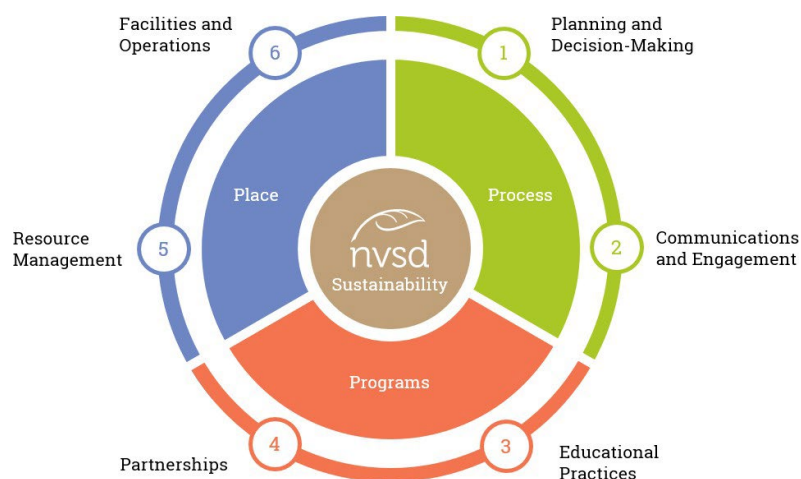 Facilities and
Operations
6
1
Planning and
Decision-Making
Place
Process
Resource
Management
5
nvsd
Sustainability
2
Communications
and Engagement
Programs
Partnerships
4
3
Educational
Practices